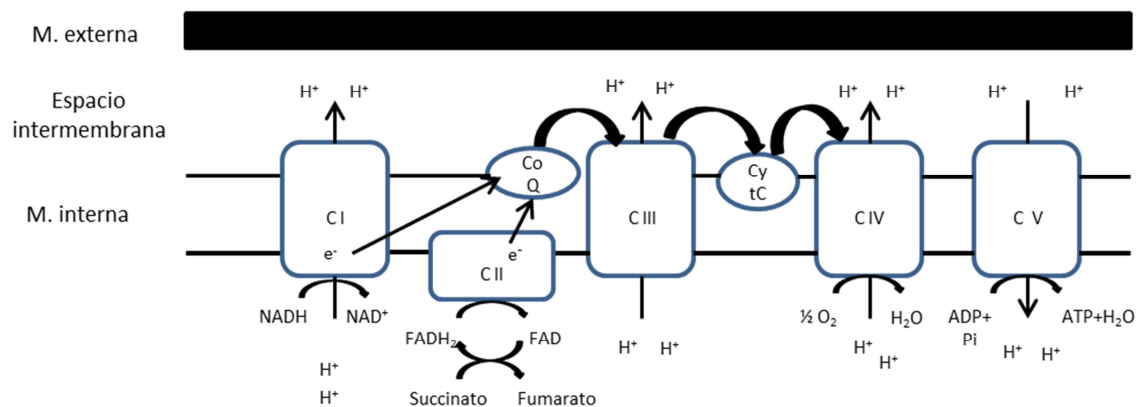 M. externa
Espacio
intermembrana
H⁺ H⁺
H⁺ H⁺
H⁺ H⁺
H⁺ H⁺
Co
Q
Cy
tC
M. interna
C I
C III
C IV
C V
e⁻
e⁻
C II
NADH NAD⁺
½ O₂ H₂O
ADP+
Pi
ATP+H₂O
FADH₂ FAD
H⁺ H⁺
H⁺
H⁺
H⁺ H⁺
H⁺
H⁺
Succinato Fumarato